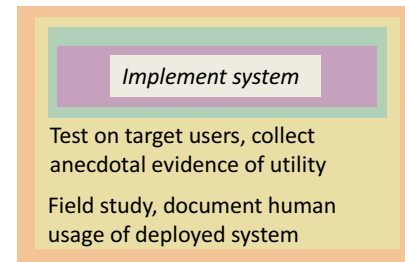 Implement system
Test on target users, collect
anecdotal evidence of utility
Field study, document human
usage of deployed system